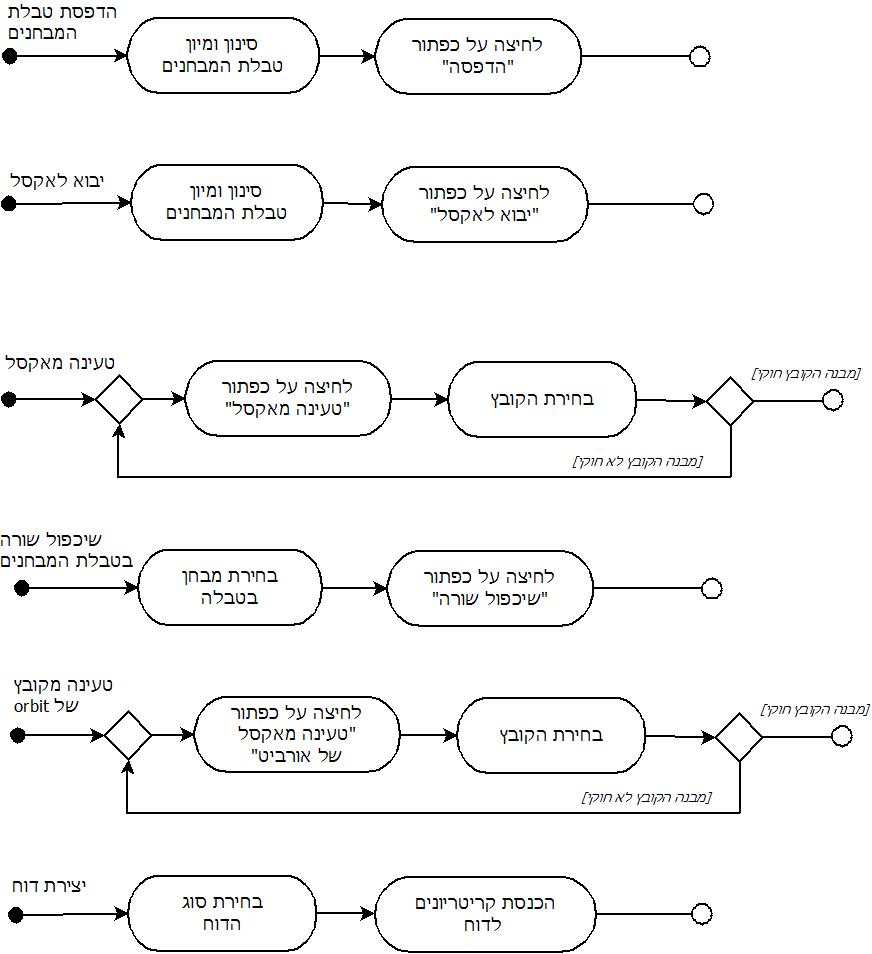 הדפסת טבלת
המבחנים
סינון ומיון
טבלת המבחנים
לחיצה על כפתור
"הדפסה"
יבוא לאקסל
סינון ומיון
טבלת המבחנים
לחיצה על כפתור
"יבוא לאקסל"
טעינה מאקסל
לחיצה על כפתור
"טעינה מאקסל"
בחירת הקובץ
[מבנה הקובץ חוקי]
[מבנה הקובץ לא חוקי]
שיכפול שורה
בטבלת המבחנים
בחירת מבחן
בטבלה
לחיצה על כפתור
"שיכפול שורה"
טעינה מקובץ
של orbit
לחיצה על כפתור
"טעינה מאקסל
של אורביט"
בחירת הקובץ
[מבנה הקובץ חוקי]
[מבנה הקובץ לא חוקי]
יצירת דוח
בחירת סוג
הדוח
הכנסת קריטריונים
לדוח